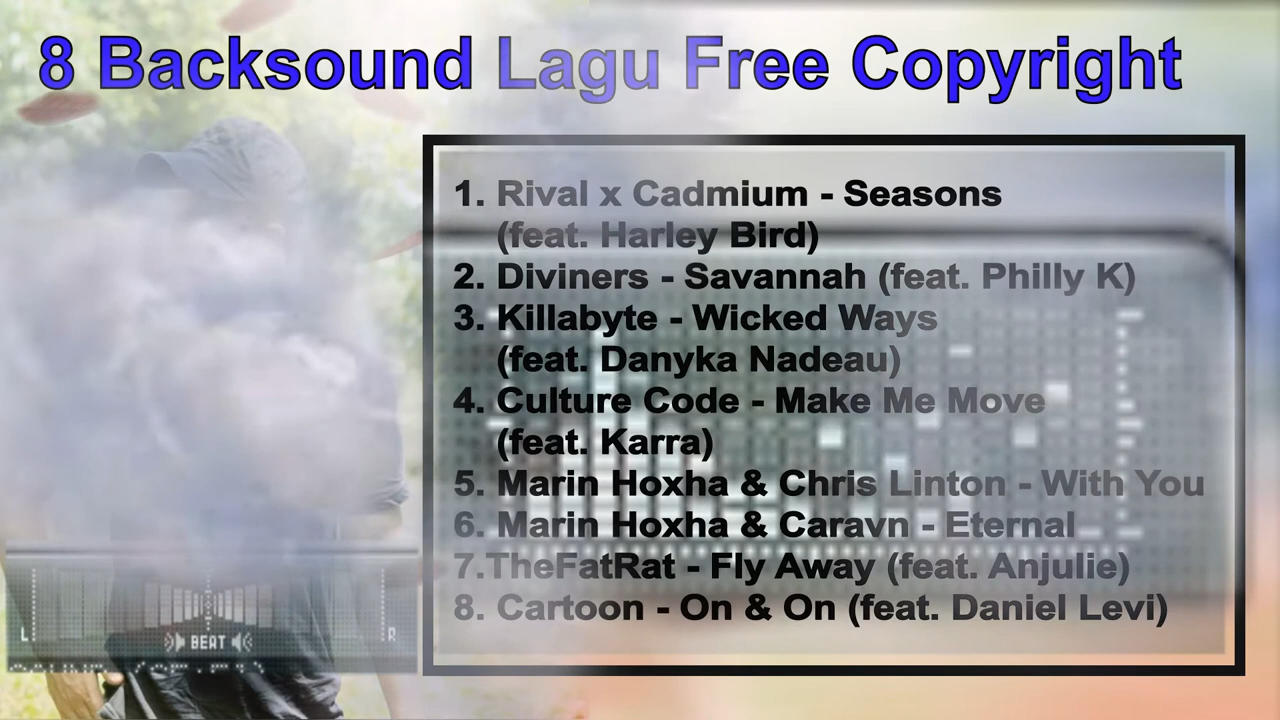 8 Backsound Lagu Free Copyright
1. Rival x Cadmium - Seasons
(feat. Harley Bird)
2. Diviners - Savannah (feat. Philly K)
3. Killabyte - Wicked Ways
(feat. Danyka Nadeau)
4. Culture Code - Make Me Move
(feat. Karra)
5. Marin Hoxha & Chris Linton - With You
6. Marin Hoxha & Caravn - Eternal
7.TheFatRat - Fly Away (feat. Anjulie)
8. Cartoon - On & On (feat. Daniel Levi)
L R
BEAT